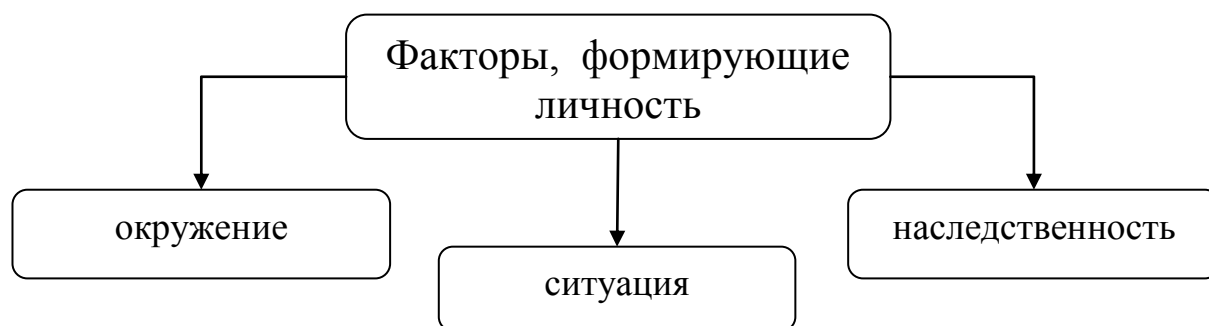 Факторы, формирующие
личность
окружение
наследственность
ситуация